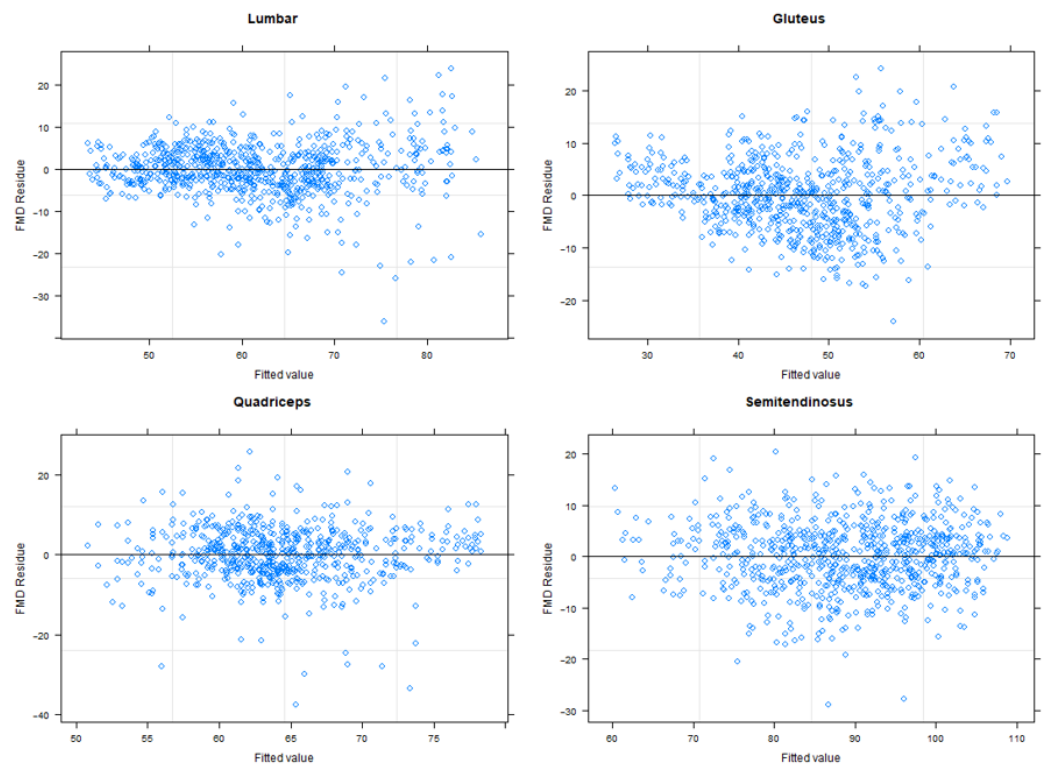 Lumbar
FMD Residue
20
10
0
−10
−20
−30
50 60 70 80
Fitted value
Gluteus
FMD Residue
20
10
0
−10
−20
30 40 50 60 70
Fitted value
Quadriceps
FMD Residue
20
0
−20
−40
50 55 60 65 70 75
Fitted value
Semitendinosus
FMD Residue
20
10
0
−10
−20
−30
60 70 80 90 100 110
Fitted value